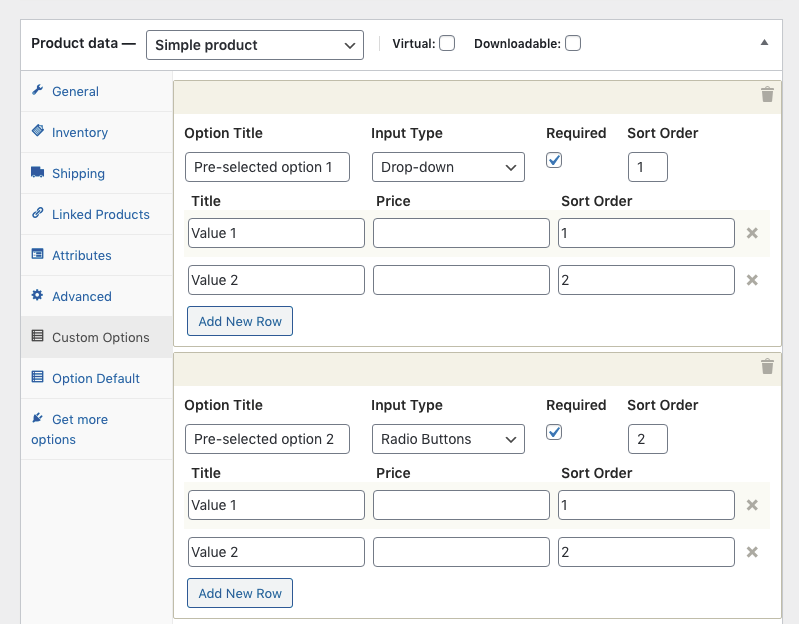 Product data — Simple product Virtual: Downloadable:
General
Inventory
Shipping
Linked Products
Attributes
Advanced
Custom Options
Option Default
Get more
options
Option Title Input Type Required Sort Order
Pre-selected option 1 Drop-down 1
Title Price Sort Order
Value 1 1
Value 2 2
Add New Row
Option Title Input Type Required Sort Order
Pre-selected option 2 Radio Buttons 2
Title Price Sort Order
Value 1 1
Value 2 2
Add New Row